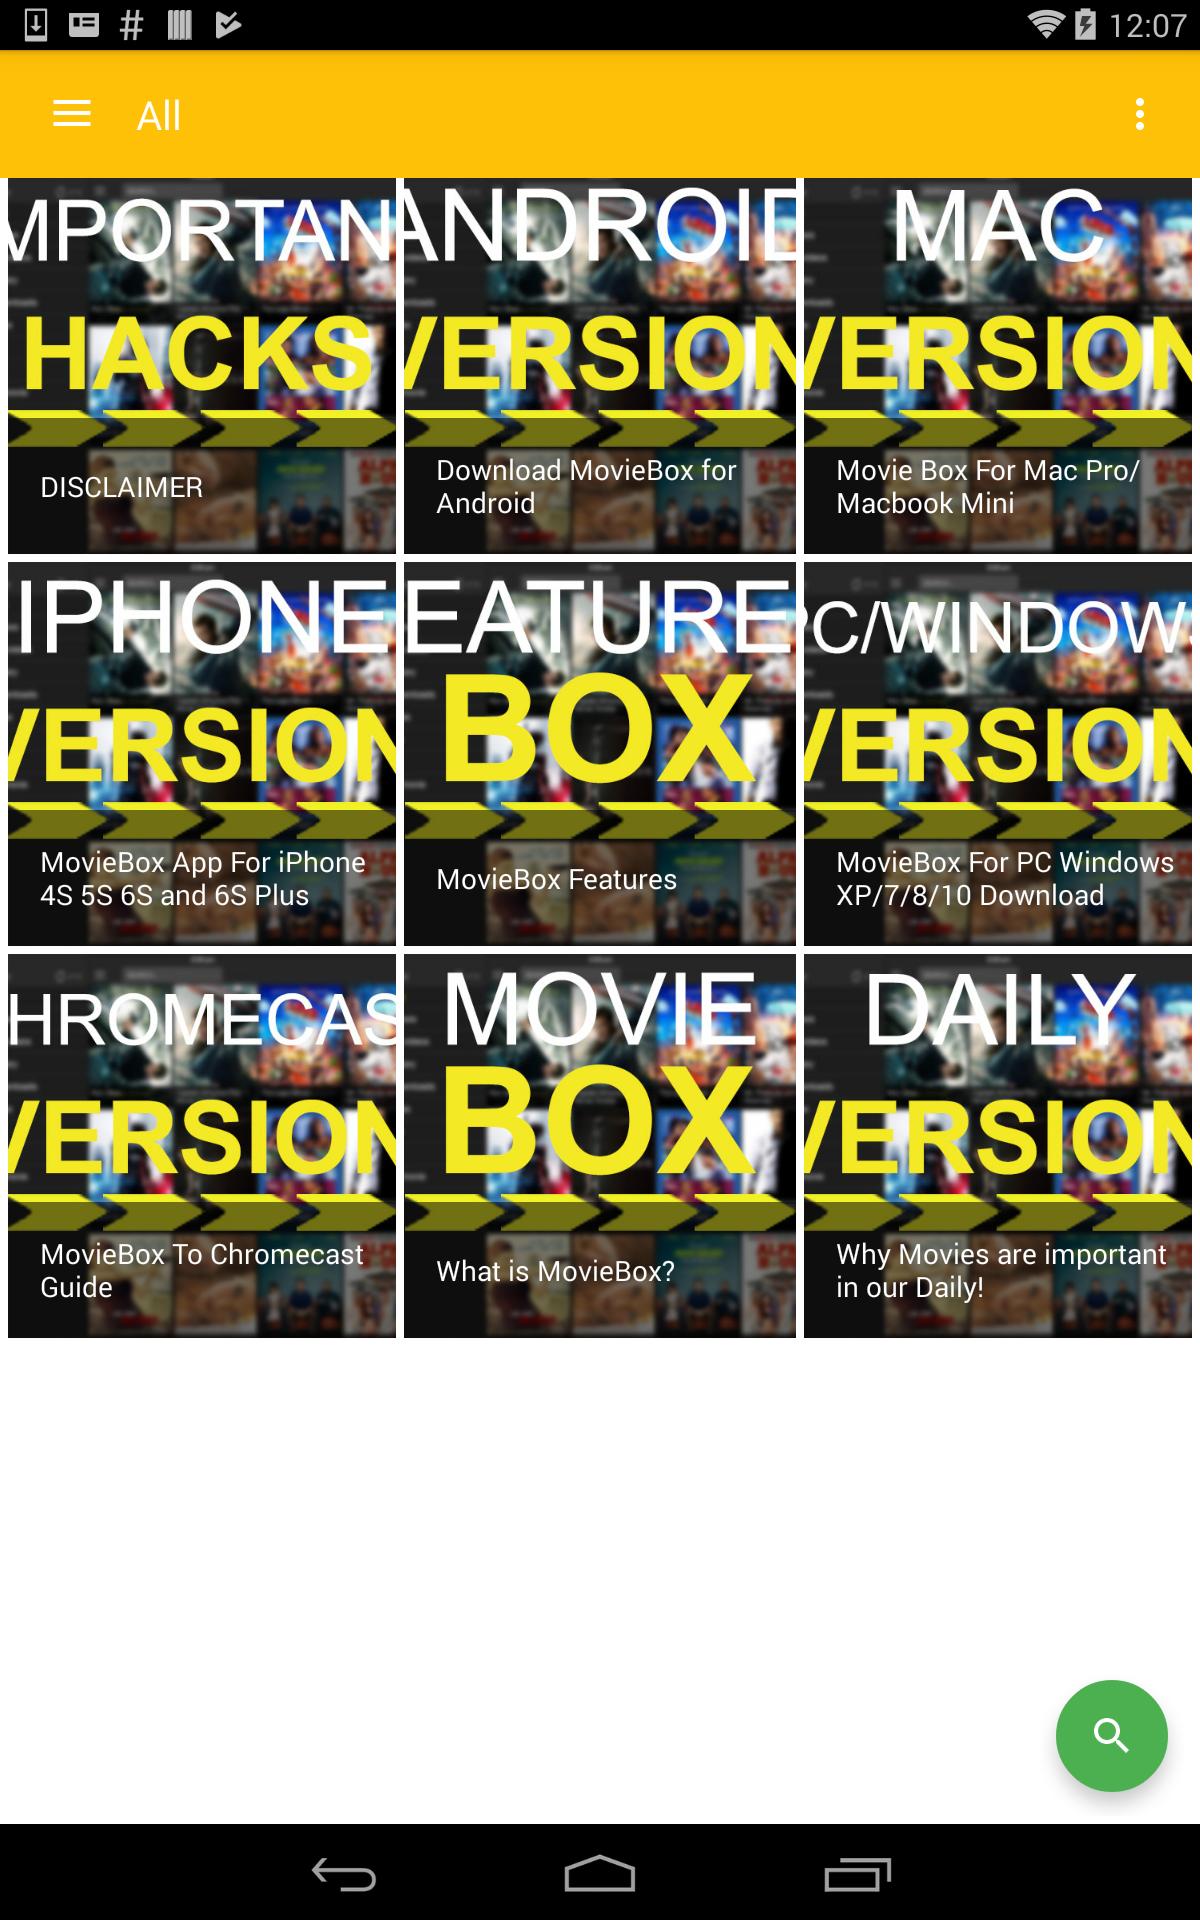 12:07
All
MPORTAN
HACKS
DISCLAIMER
ANDROID
VERSION
Download MovieBox for
Android
MAC
VERSION
Movie Box For Mac Pro/
Macbook Mini
IPHONE
VERSION
MovieBox App For iPhone
4S 5S 6S and 6S Plus
EATURE
BOX
MovieBox Features
PC/WINDOWS
VERSION
MovieBox For PC Windows
XP/7/8/10 Download
HROMECAS
VERSION
MovieBox To Chromecast
Guide
MOVIE
BOX
What is MovieBox?
DAILY
VERSION
Why Movies are important
in our Daily!